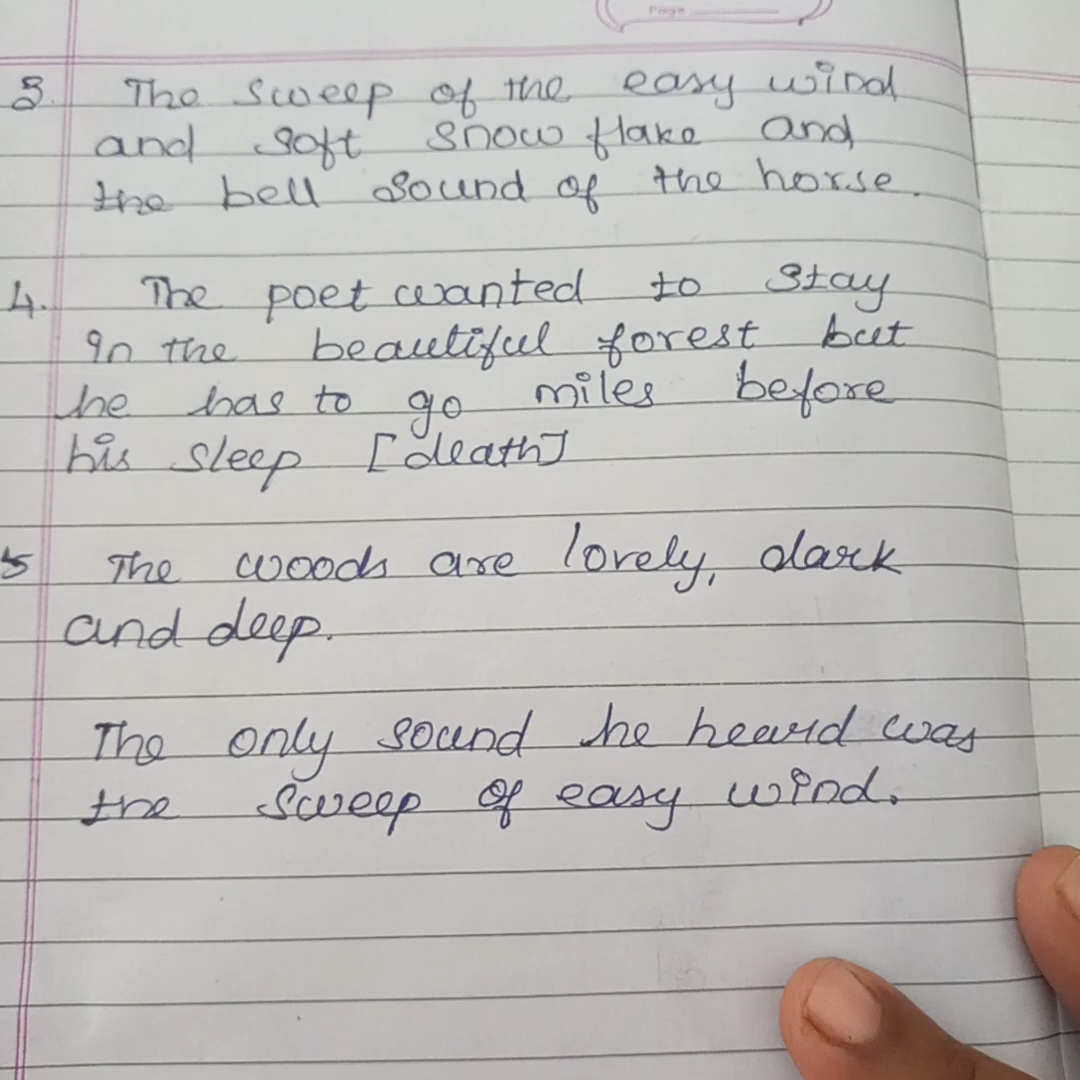 Page
3. The sweep of the easy wind
and soft snow flake and
the bell sound of the horse.
4. The poet wanted to stay
in the beautiful forest but
he has to go miles before
his sleep [death]
5 The woods are lovely, dark
and deep.
The only sound he heard was
the sweep of easy wind.